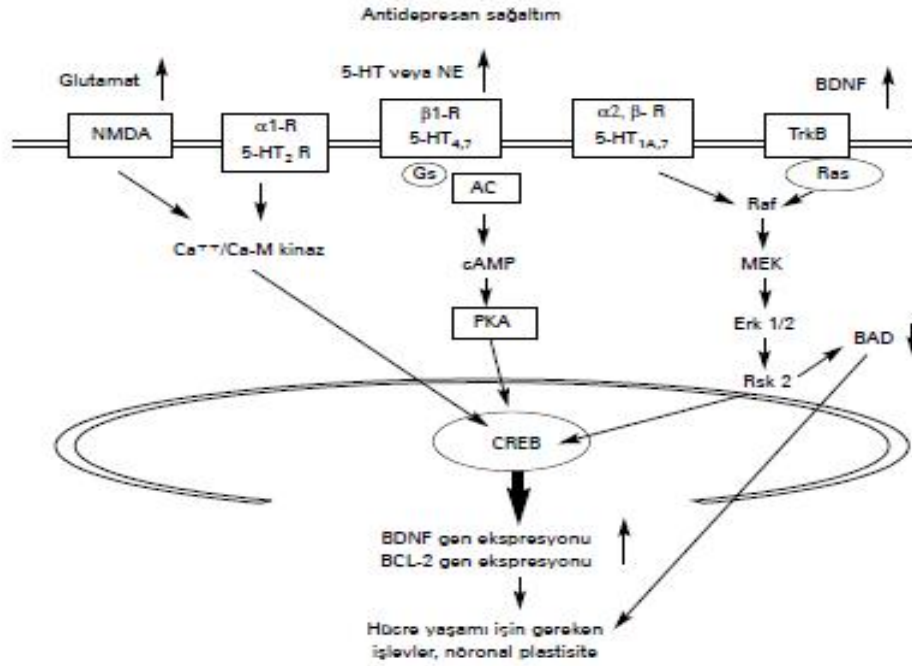 Antidepresan sağaltım
Glutamat
5-HT veya NE
BDNF
NMDA
α1-R
5-HT2 R
β1-R
5-HT4,7
α2, β- R
5-HT1A,7
TrkB
Gs
AC
Ras
Raf
Ca++/Ca-M kinaz
cAMP
MEK
PKA
Erk 1/2
BAD
Rsk 2
CREB
BDNF gen ekspresyonu
BCL-2 gen ekspresyonu
Hücre yaşamı için gereken
işlevler, nöronal plastisite